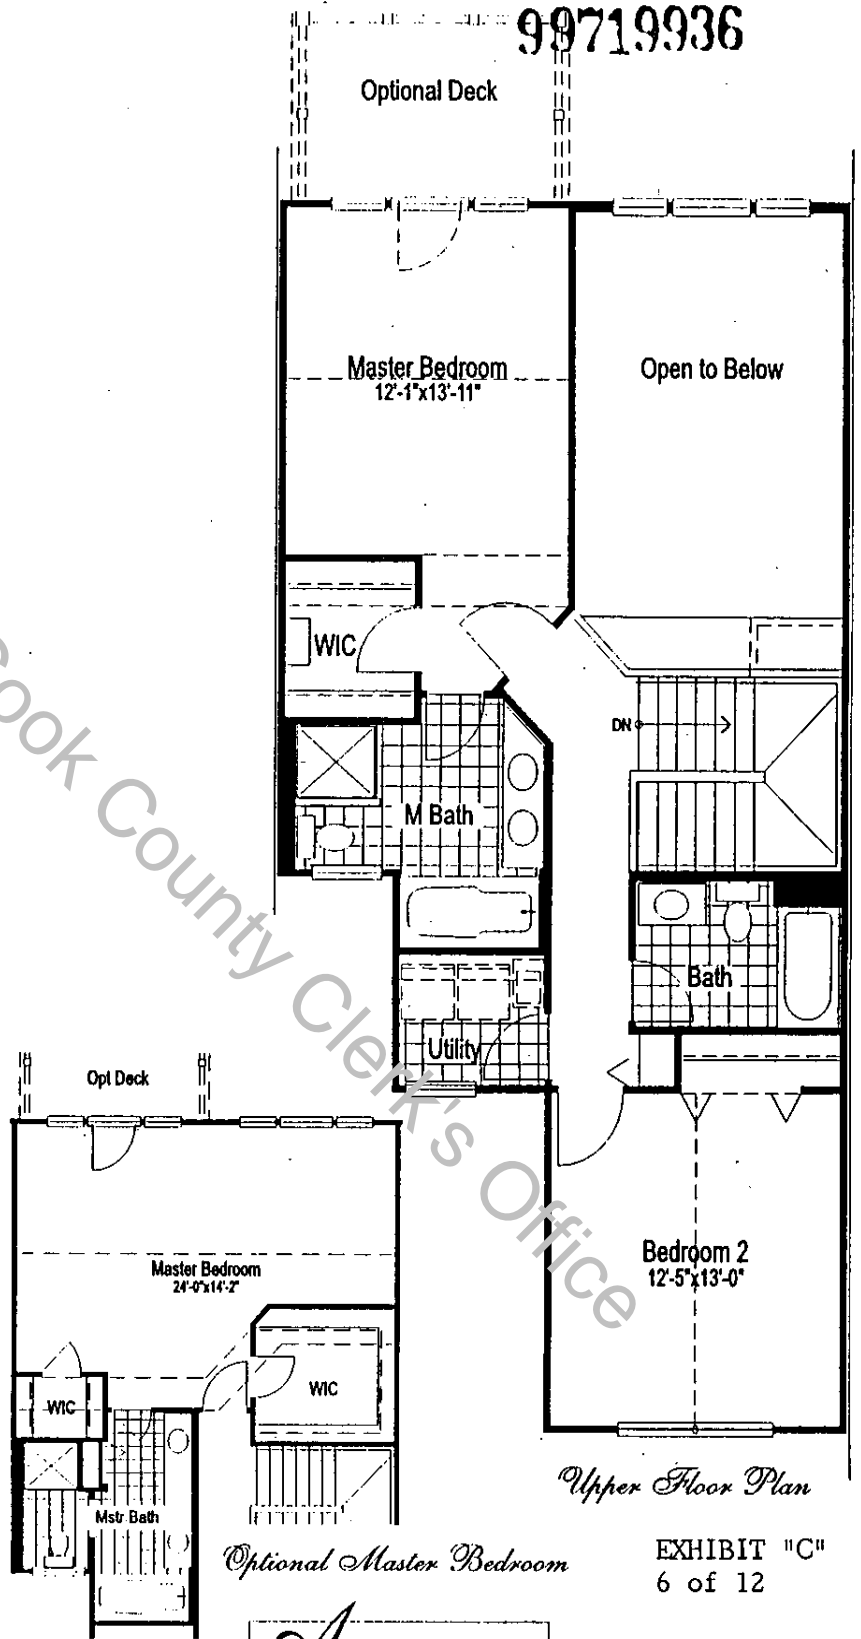 99719936
Optional Deck
Master Bedroom
12'-1"x13'-11"
Open to Below
WIC
DN
M Bath
Bath
Utility
Opt Deck
Master Bedroom
24'-0"x14'-2"
WIC
WIC
Mstr Bath
Bedroom 2
12'-5"x13'-0"
Upper Floor Plan
Optional Master Bedroom
EXHIBIT "C"
6 of 12
Cook County Clerk's Office